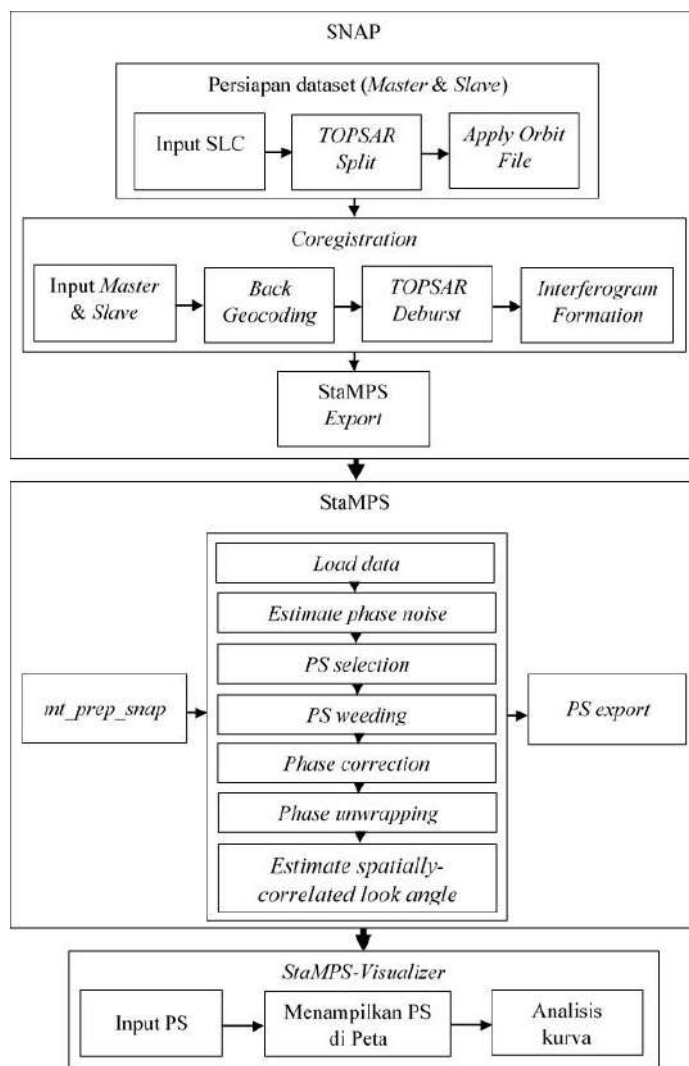 SNAP
Persiapan dataset (Master & Slave)
Input SLC
TOPSAR
Split
Apply Orbit
File
Coregistration
Input Master
& Slave
Back
Geocoding
TOPSAR
Deburst
Interferogram
Formation
StaMPS
Export
StaMPS
mt_prep_snap
Load data
Estimate phase noise
PS selection
PS weeding
Phase correction
Phase unwrapping
Estimate spatially-
correlated look angle
PS export
StaMPS-Visualizer
Input PS
Menampilkan PS
di Peta
Analisis
kurva